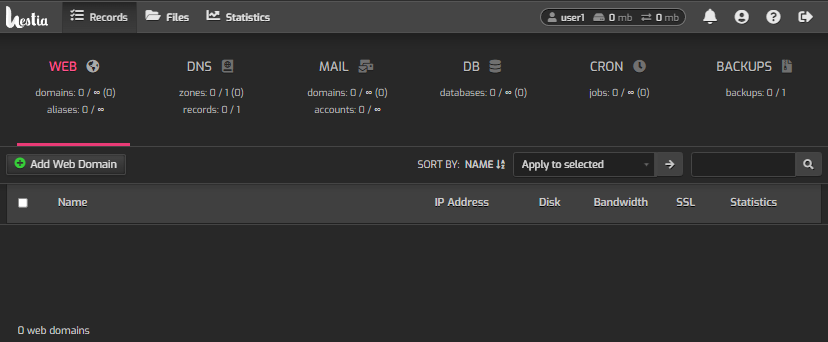 hestia Records Files Statistics user1 0 mb 0 mb
WEB DNS MAIL DB CRON BACKUPS
domains: 0 / ∞ (0) zones: 0 / 1 (0) domains: 0 / ∞ (0) databases: 0 / ∞ (0) jobs: 0 / ∞ (0) backups: 0 / 1
aliases: 0 / ∞ records: 0 / 1 accounts: 0 / ∞
Add Web Domain SORT BY: NAME Apply to selected
Name IP Address Disk Bandwidth SSL Statistics
0 web domains